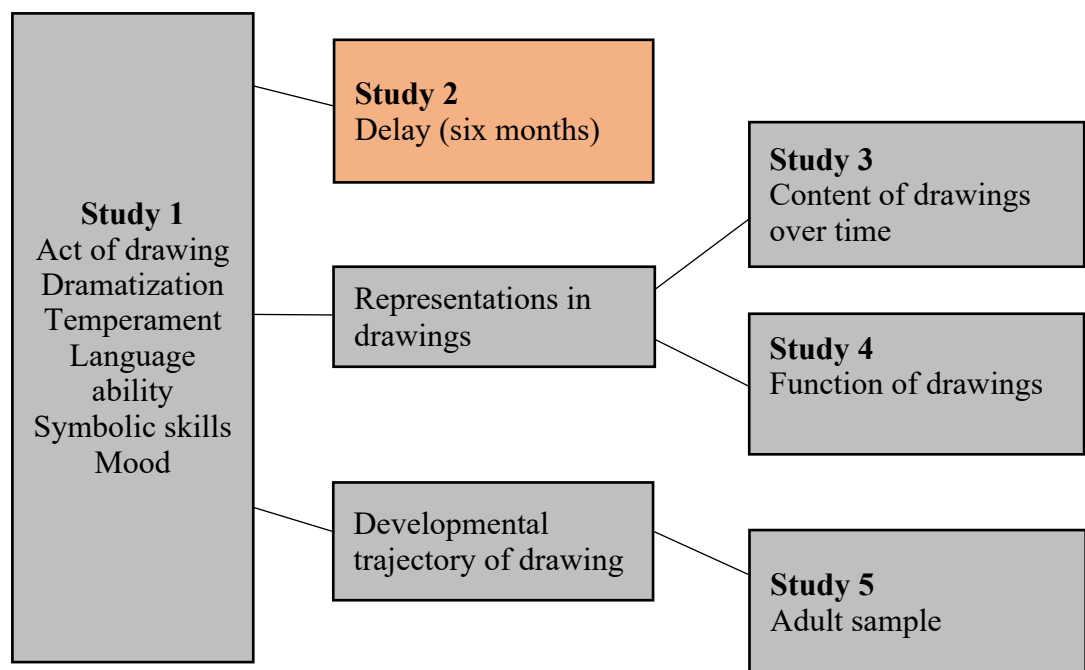 Study 1
Act of drawing
Dramatization
Temperament
Language
ability
Symbolic skills
Mood
Study 2
Delay (six months)
Representations in
drawings
Developmental
trajectory of drawing
Study 3
Content of drawings
over time
Study 4
Function of drawings
Study 5
Adult sample